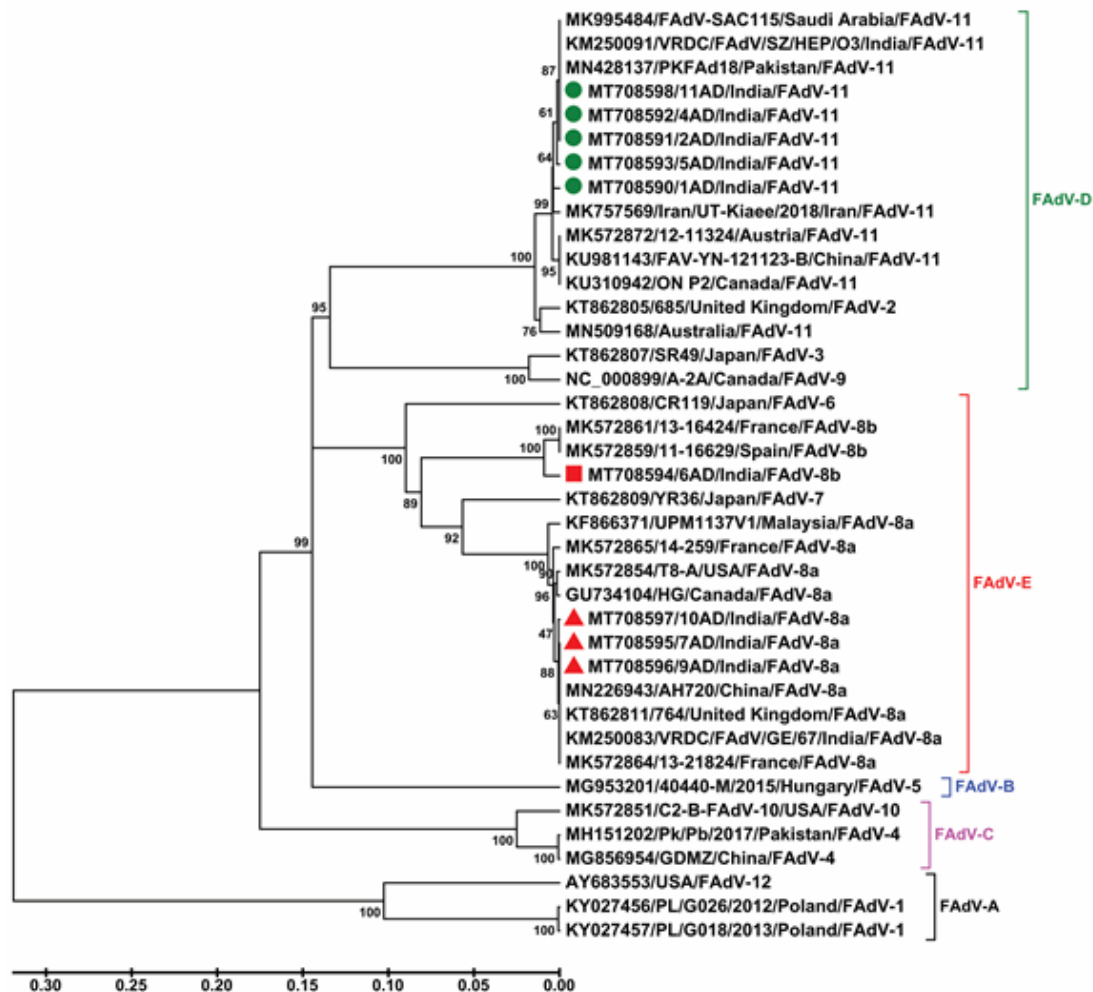 MK995484/FAdV-SAC115/Saudi Arabia/FAdV-11
KM250091/VRDC/FAdV/SZ/HEP/O3/India/FAdV-11
87
MN428137/PKFAd18/Pakistan/FAdV-11
MT708598/11AD/India/FAdV-11
61
MT708592/4AD/India/FAdV-11
MT708591/2AD/India/FAdV-11
64
MT708593/5AD/India/FAdV-11
MT708590/1AD/India/FAdV-11
FAdV-D
99
MK757569/Iran/UT-Kiaee/2018/Iran/FAdV-11
MK572872/12-11324/Austria/FAdV-11
100
KU981143/FAV-YN-121123-B/China/FAdV-11
95
KU310942/ON P2/Canada/FAdV-11
95
KT862805/685/United Kingdom/FAdV-2
76
MN509168/Australia/FAdV-11
KT862807/SR49/Japan/FAdV-3
100
NC_000899/A-2A/Canada/FAdV-9
KT862808/CR119/Japan/FAdV-6
100
MK572861/13-16424/France/FAdV-8b
100
100
MK572859/11-16629/Spain/FAdV-8b
89
MT708594/6AD/India/FAdV-8b
KT862809/YR36/Japan/FAdV-7
92
KF866371/UPM1137V1/Malaysia/FAdV-8a
99
MK572865/14-259/France/FAdV-8a
100
MK572854/T8-A/USA/FAdV-8a
FAdV-E
96
GU734104/HG/Canada/FAdV-8a
MT708597/10AD/India/FAdV-8a
47
MT708595/7AD/India/FAdV-8a
88
MT708596/9AD/India/FAdV-8a
MN226943/AH720/China/FAdV-8a
63
KT862811/764/United Kingdom/FAdV-8a
KM250083/VRDC/FAdV/GE/67/India/FAdV-8a
MK572864/13-21824/France/FAdV-8a
MG953201/40440-M/2015/Hungary/FAdV-5
FAdV-B
MK572851/C2-B-FAdV-10/USA/FAdV-10
100
MH151202/Pk/Pb/2017/Pakistan/FAdV-4
FAdV-C
100
MG856954/GDMZ/China/FAdV-4
AY683553/USA/FAdV-12
100
KY027456/PL/G026/2012/Poland/FAdV-1
FAdV-A
100
KY027457/PL/G018/2013/Poland/FAdV-1
0.30 0.25 0.20 0.15 0.10 0.05 0.00